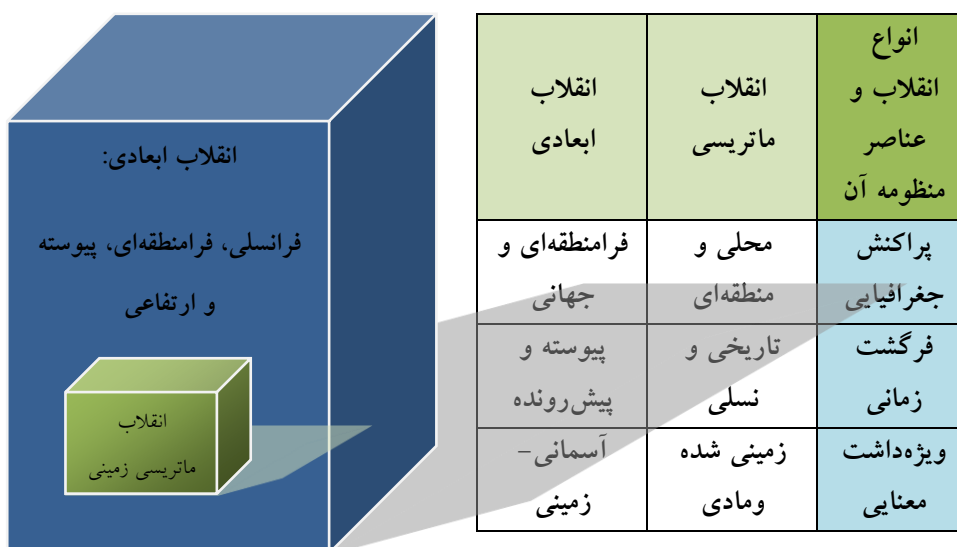 انواع
انقلاب و
عناصر
منظومه آن
انقلاب
ماتریسی
انقلاب
ابعادی
پراکنش
جغرافیایی
محلی و
منطقه‌ای
فرامنطقه‌ای و
جهانی
فرگشت
زمانی
تاریخی و
نسلی
پیوسته و
پیش‌رونده
ویژه‌داشت
معنایی
زمینی شده
ومادی
آسمانی-
زمینی
انقلاب ابعادی:
فرانسلی، فرامنطقه‌ای، پیوسته
و ارتفاعی
انقلاب
ماتریسی زمینی